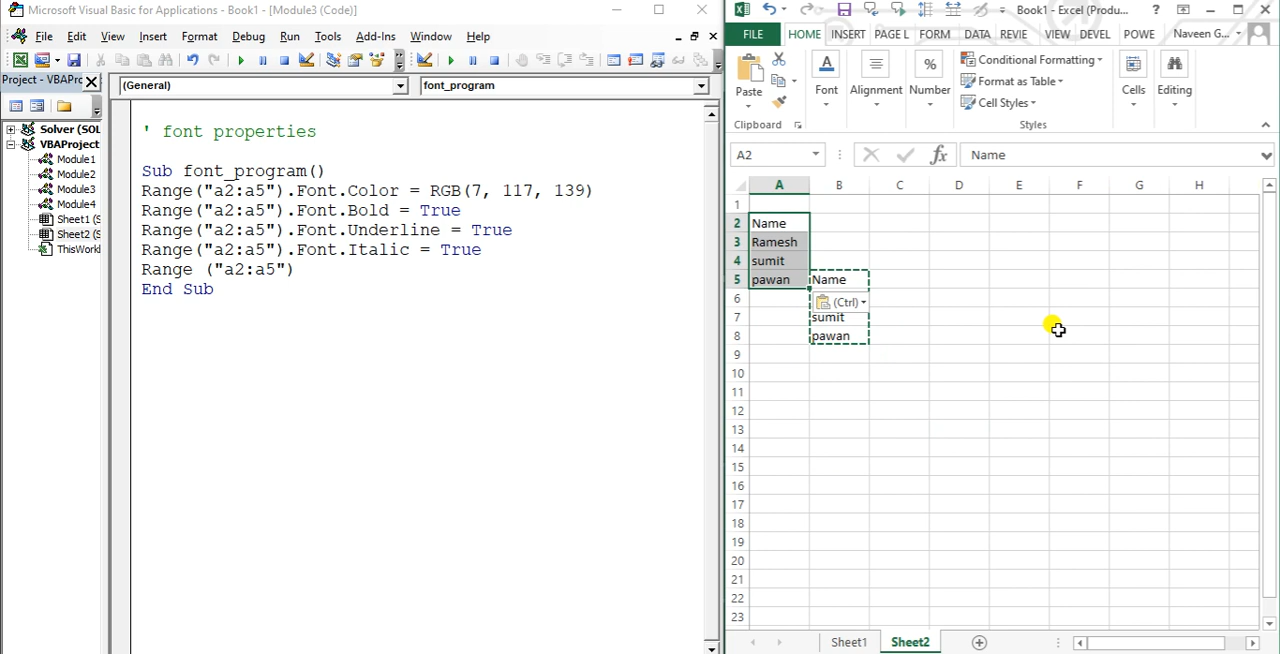 Microsoft Visual Basic for Applications - Book1 - [Module3 (Code)]
File Edit View Insert Format Debug Run Tools Add-Ins Window Help
Project - VBAPro
(General)
font_program
Solver (SOL
VBAProject
Module1
Module2
Module3
Module4
Sheet1 (S
Sheet2 (S
ThisWorkl
' font properties
Sub font_program()
Range("a2:a5").Font.Color = RGB(7, 117, 139)
Range("a2:a5").Font.Bold = True
Range("a2:a5").Font.Underline = True
Range("a2:a5").Font.Italic = True
Range ("a2:a5")
End Sub
Book1 - Excel (Produ...
FILE HOME INSERT PAGE L FORM DATA REVIE VIEW DEVEL POWE Naveen G...
Paste
Font
Alignment
Number
Conditional Formatting
Format as Table
Cell Styles
Cells
Editing
Clipboard
Styles
A2
fx
Name
A B C D E F G H
1
2 Name
3 Ramesh
4 sumit
5 pawan Name
6 (Ctrl)
7 sumit
8 pawan
9
10
11
12
13
14
15
16
17
18
19
20
21
22
23
Sheet1 Sheet2